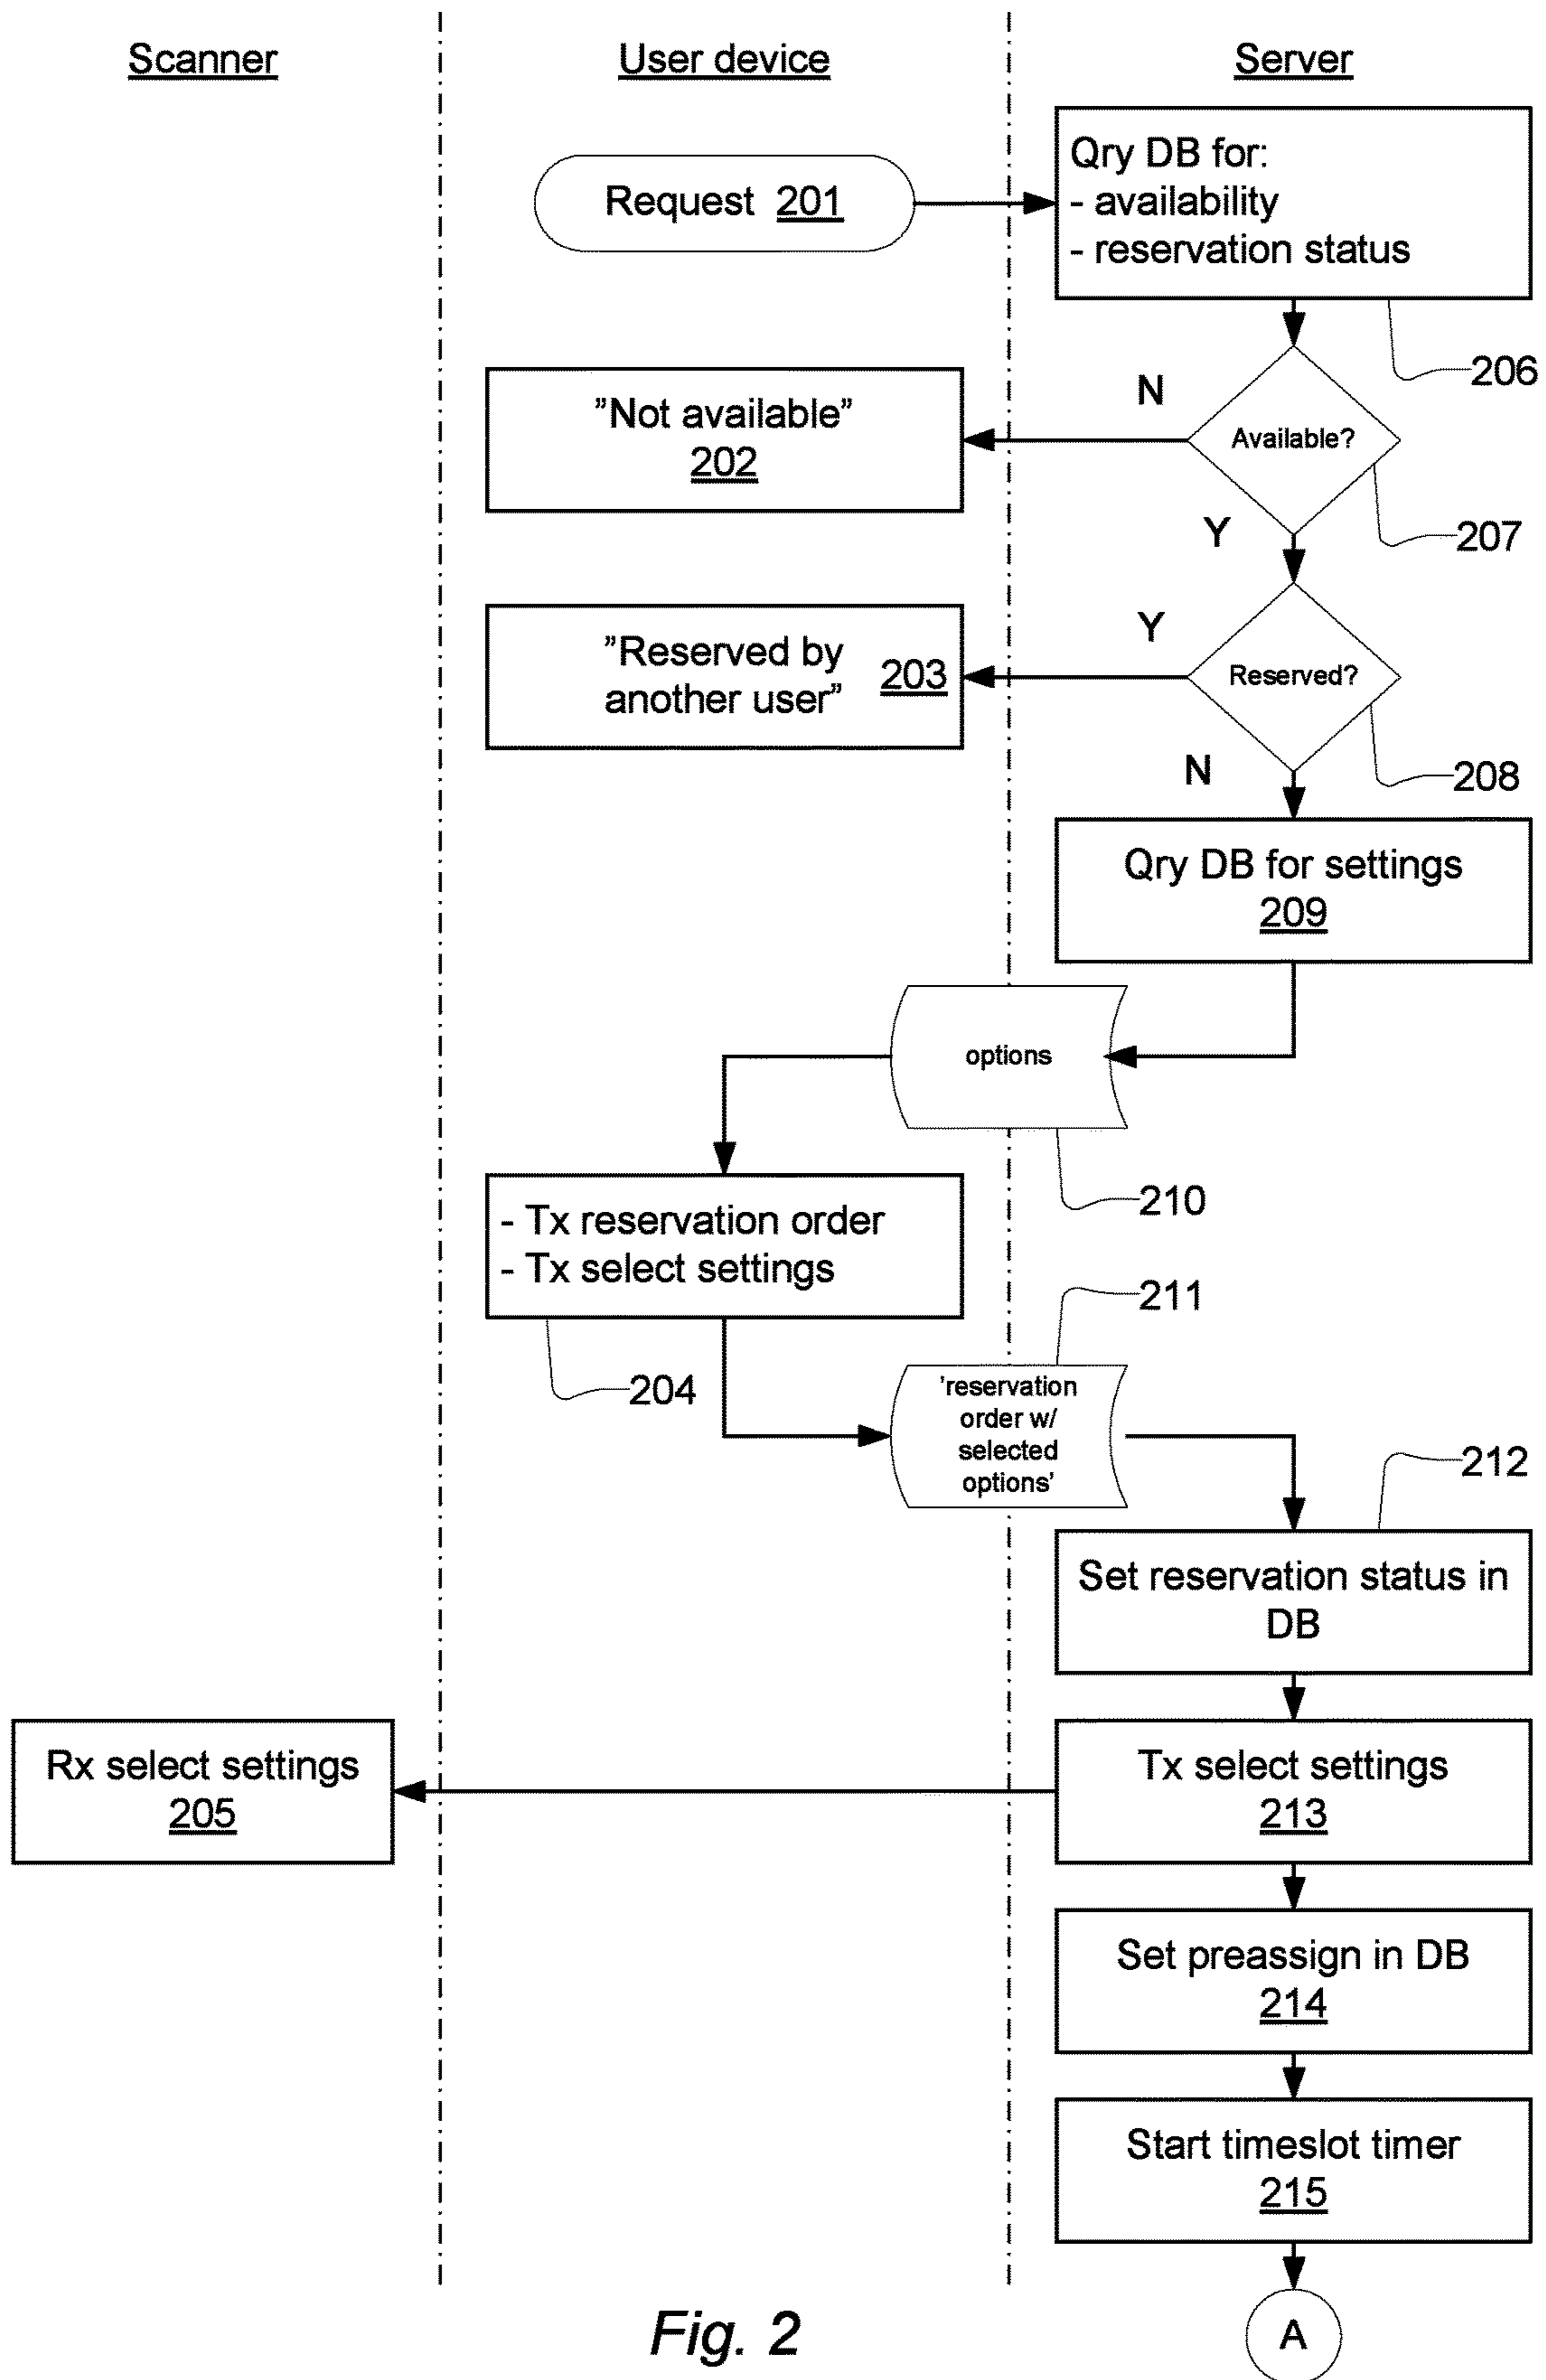 Scanner
User device
Server
Request 201
Qry DB for:
- availability
- reservation status
206
N
”Not available”
202
Available?
207
Y
Y
”Reserved by
another user”
203
Reserved?
208
N
Qry DB for settings
209
options
210
- Tx reservation order
- Tx select settings
204
211
’reservation
order w/
selected
options’
212
Set reservation status in
DB
Rx select settings
205
Tx select settings
213
Set preassign in DB
214
Start timeslot timer
215
A
Fig. 2